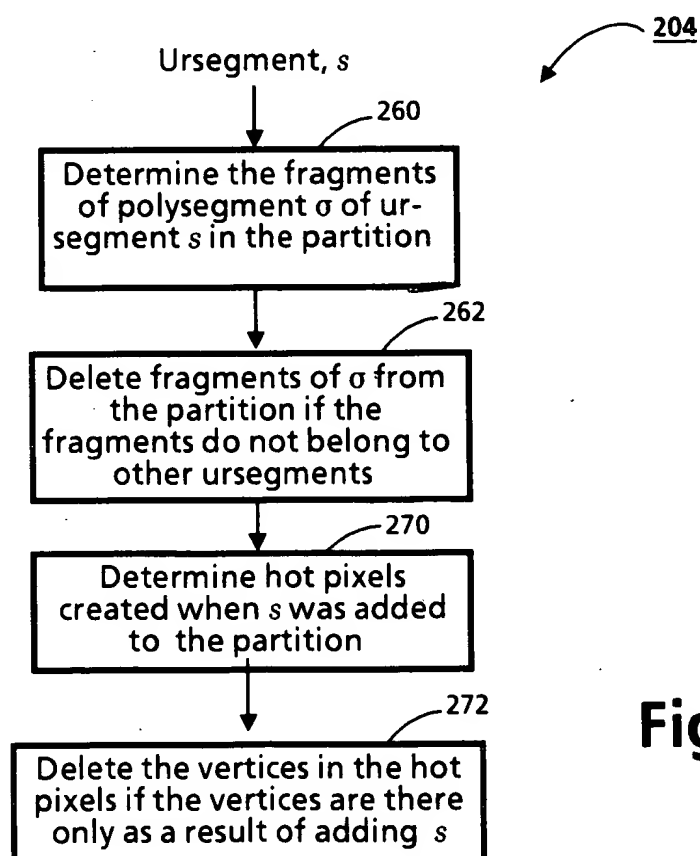 204
Ursegment, s
260
Determine the fragments
of polysegment σ of ur-
segment s in the partition
262
Delete fragments of σ from
the partition if the
fragments do not belong to
other ursegments
270
Determine hot pixels
created when s was added
to the partition
272
Fig
Delete the vertices in the hot
pixels if the vertices are there
only as a result of adding s